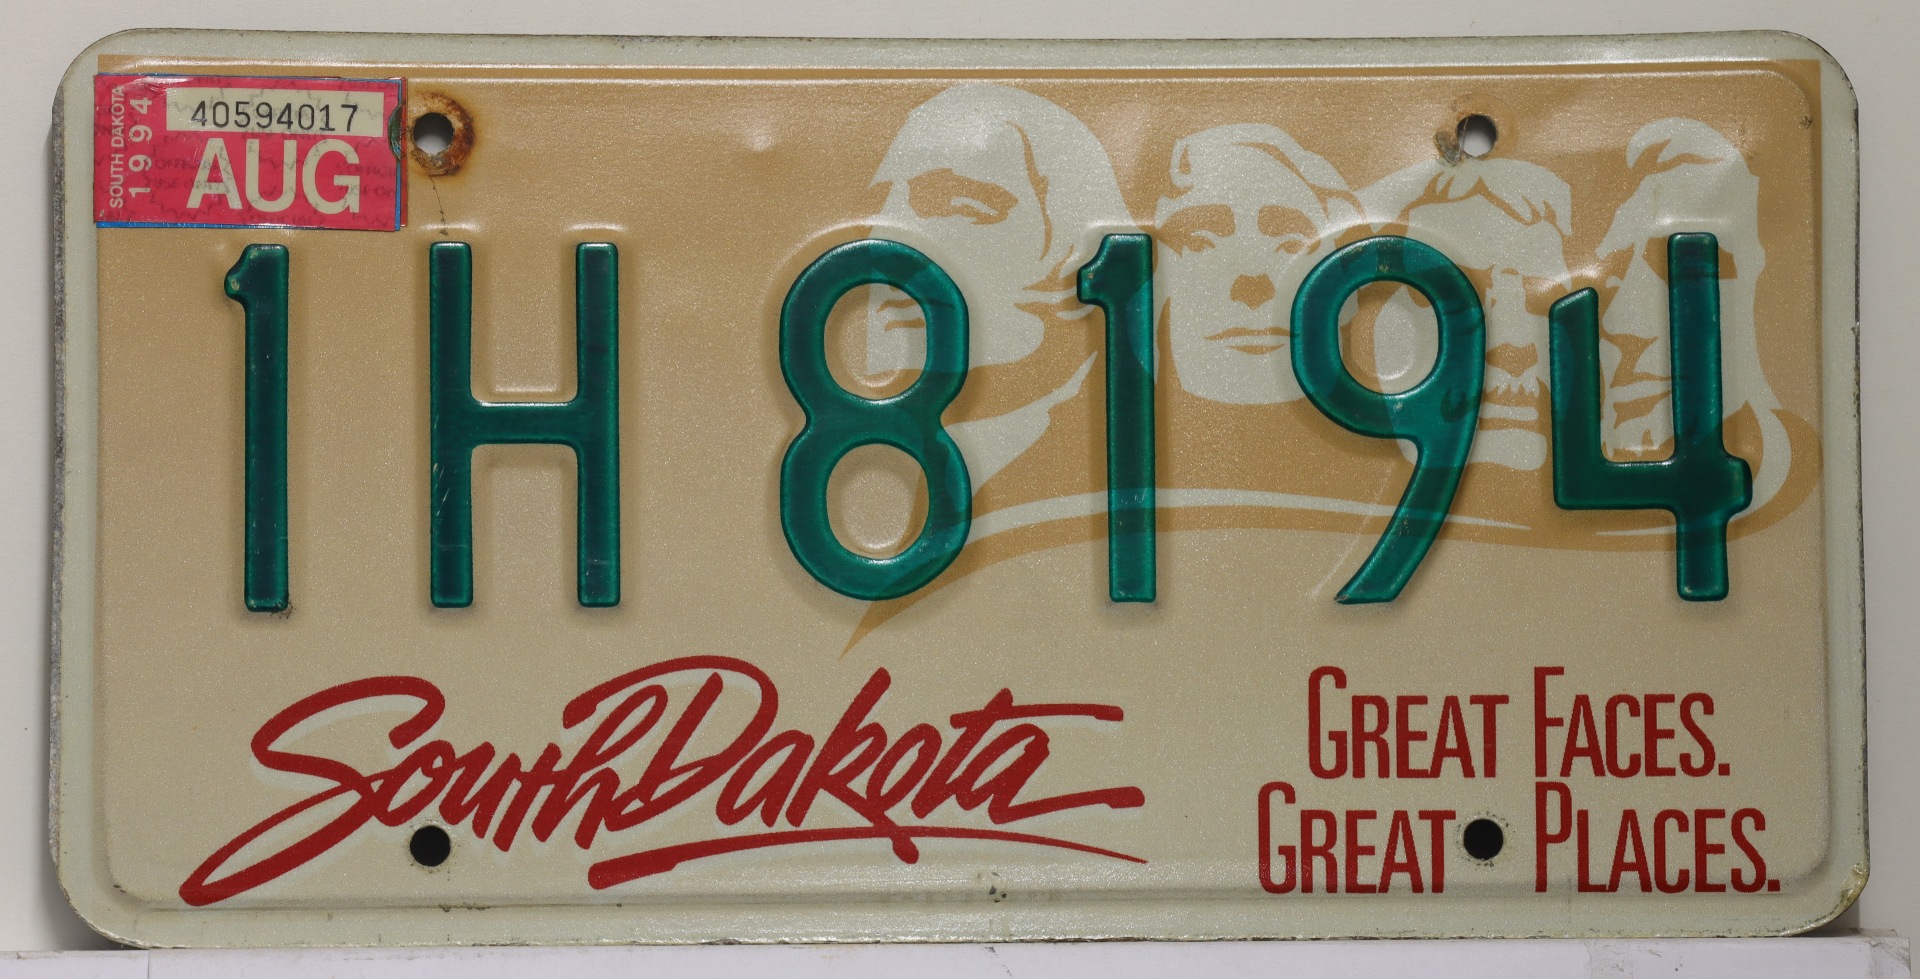 SOUTH DAKOTA
1994
40594017
AUG
1H 8194
South Dakota
GREAT FACES.
GREAT PLACES.